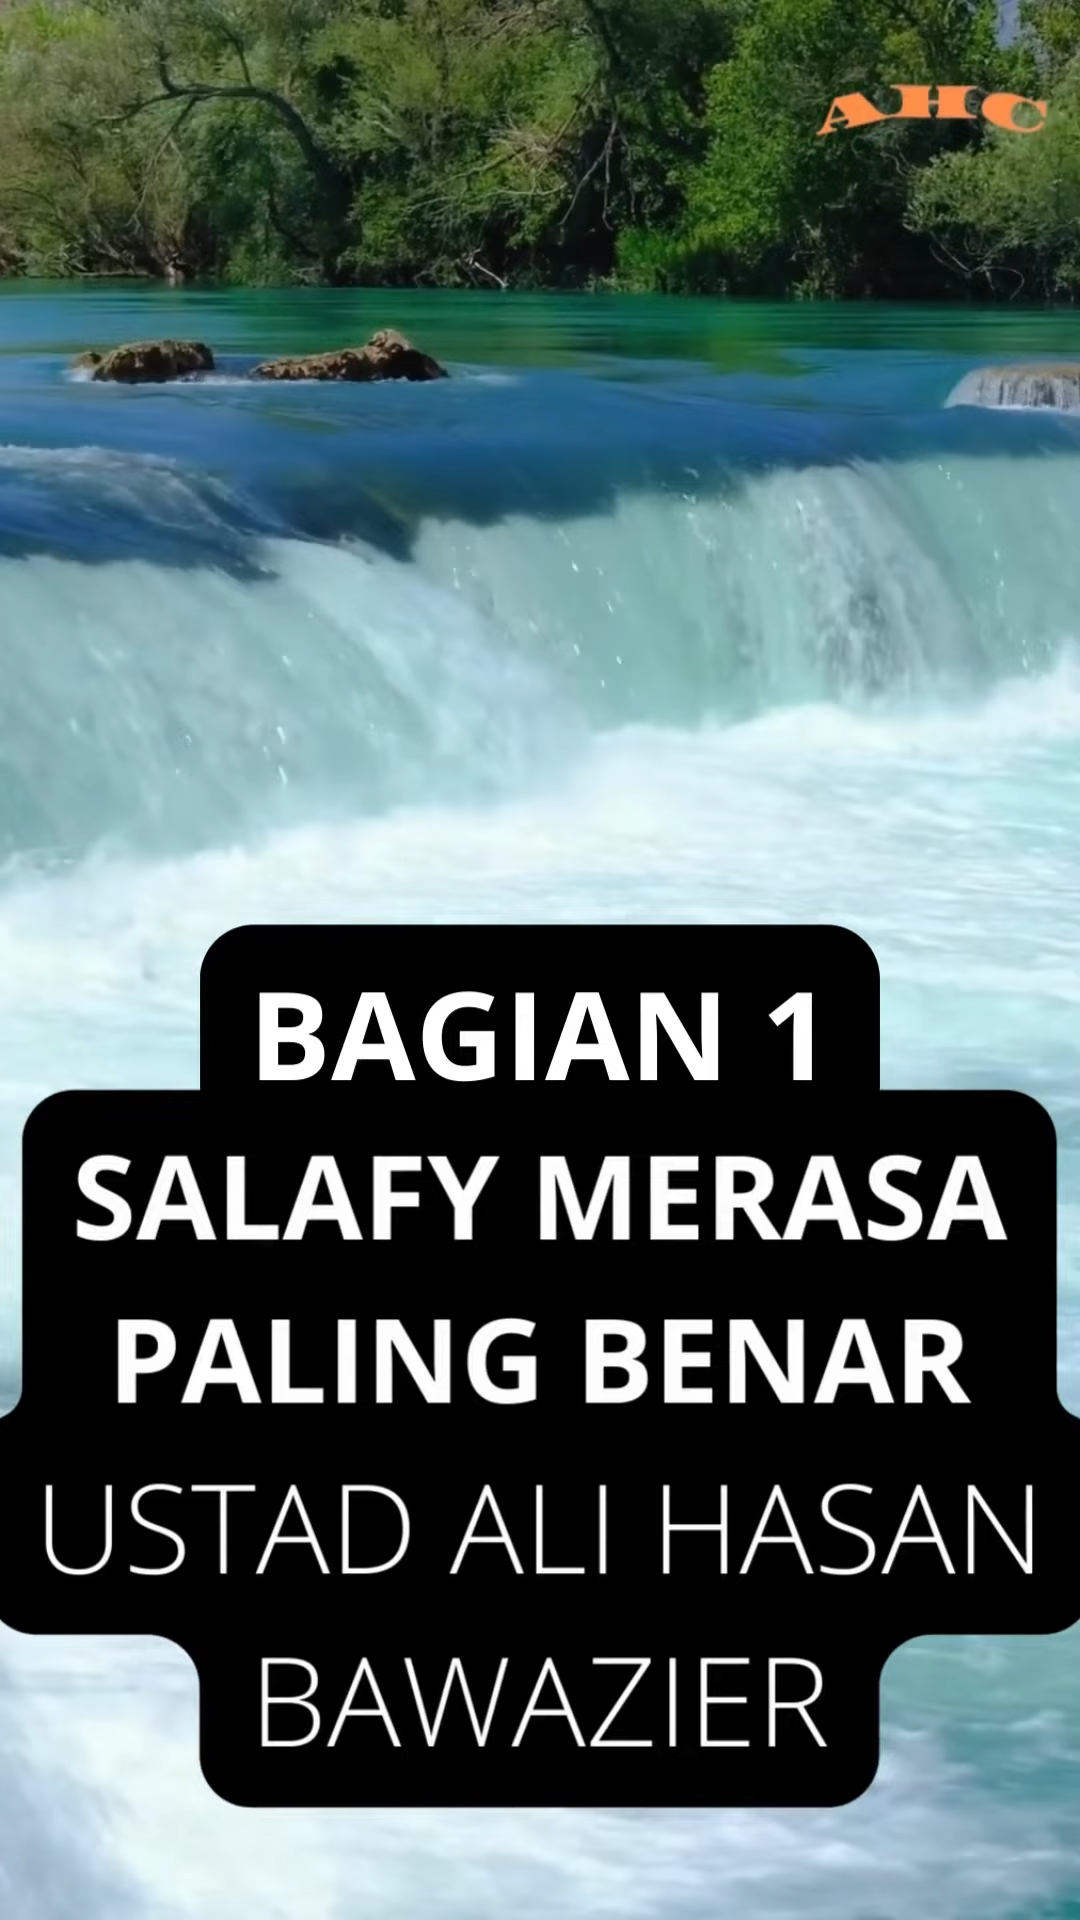 AHC
BAGIAN 1
SALAFY MERASA
PALING BENAR
USTAD ALI HASAN
BAWAZIER